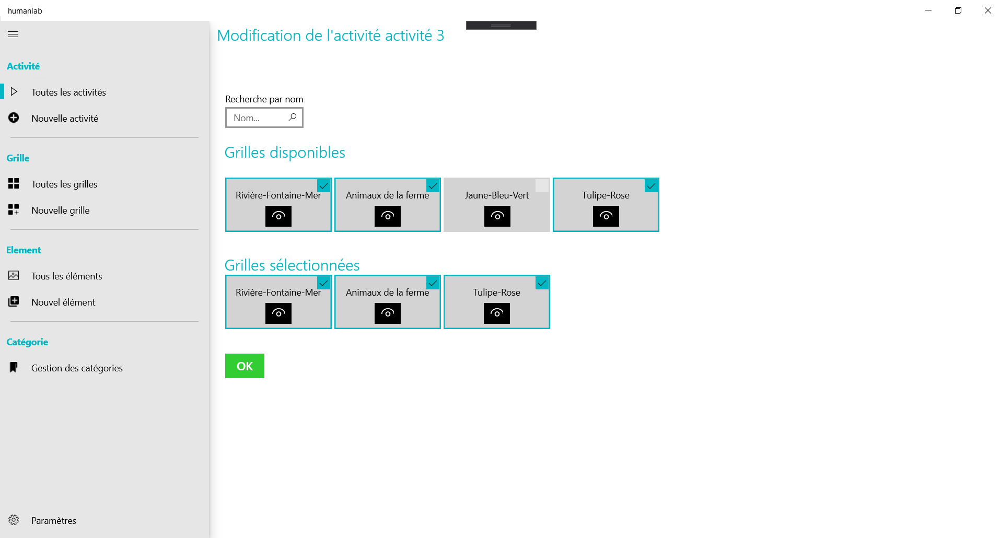 humanlab
Modification de l'activité activité 3
Activité
Toutes les activités
Nouvelle activité
Grille
Toutes les grilles
Nouvelle grille
Element
Tous les éléments
Nouvel élément
Catégorie
Gestion des catégories
Paramètres
Recherche par nom
Nom...
Grilles disponibles
Rivière-Fontaine-Mer
Animaux de la ferme
Jaune-Bleu-Vert
Tulipe-Rose
Grilles sélectionnées
Rivière-Fontaine-Mer
Animaux de la ferme
Tulipe-Rose
OK